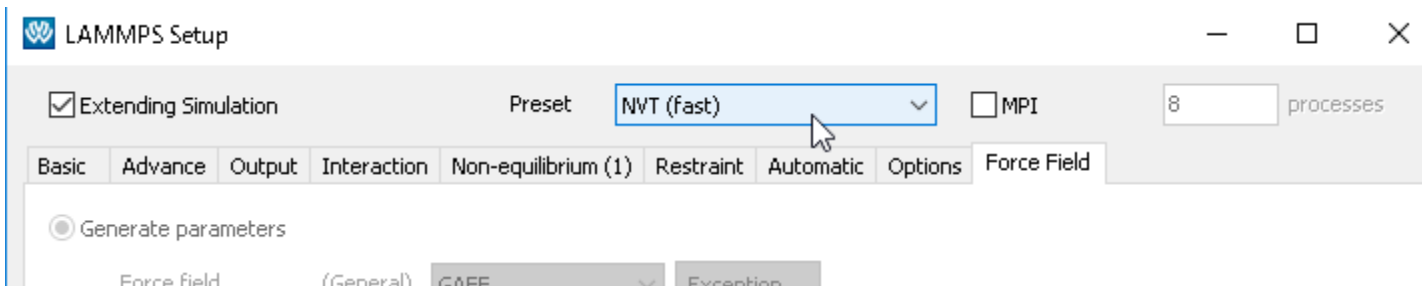 LAMMPS Setup
Extending Simulation Preset NVT (fast) MPI 8 processes
Basic Advance Output Interaction Non-equilibrium (1) Restraint Automatic Options Force Field
Generate parameters
Force field (General) GAFF Exception